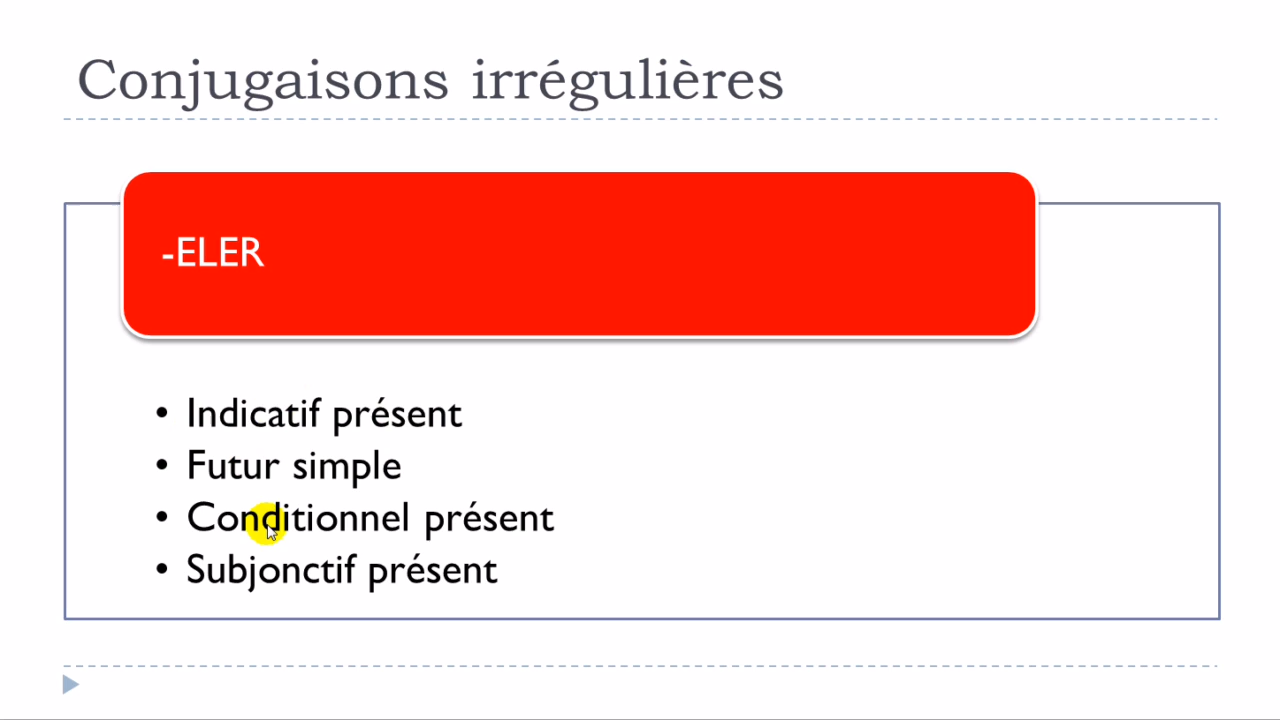 Conjugaisons irrégulières
-ELER
• Indicatif présent
• Futur simple
• Conditionnel présent
• Subjonctif présent